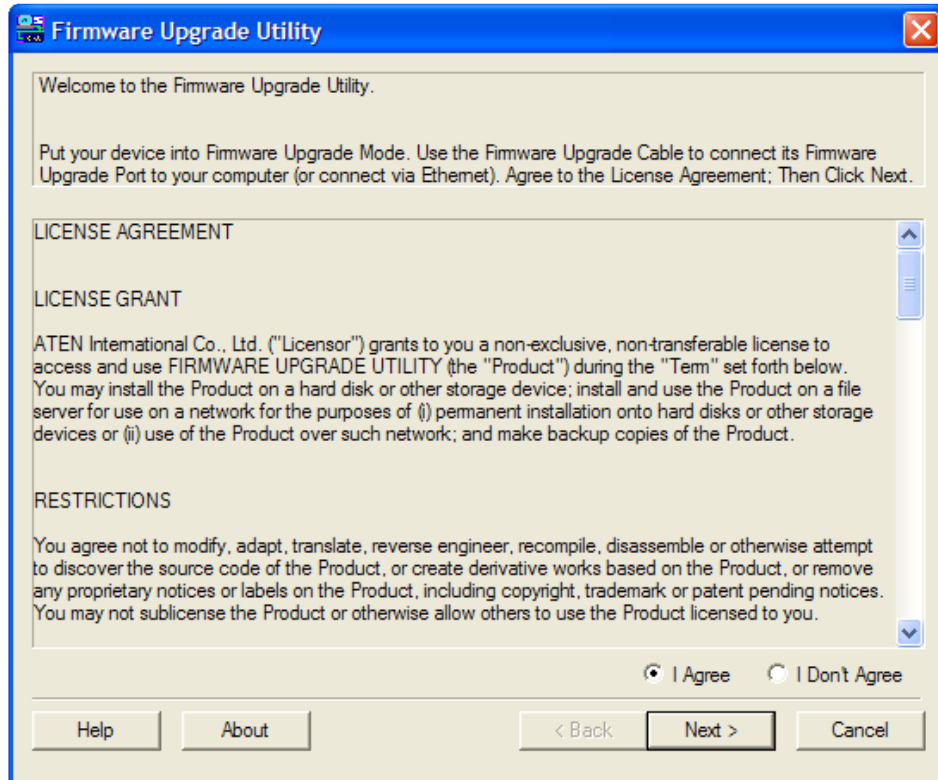 Firmware Upgrade Utility
Welcome to the Firmware Upgrade Utility.
Put your device into Firmware Upgrade Mode. Use the Firmware Upgrade Cable to connect its Firmware
Upgrade Port to your computer (or connect via Ethernet). Agree to the License Agreement; Then Click Next.
LICENSE AGREEMENT
LICENSE GRANT
ATEN International Co., Ltd. ("Licensor") grants to you a non-exclusive, non-transferable license to
access and use FIRMWARE UPGRADE UTILITY (the "Product") during the "Term" set forth below.
You may install the Product on a hard disk or other storage device; install and use the Product on a file
server for use on a network for the purposes of (i) permanent installation onto hard disks or other storage
devices or (ii) use of the Product over such network; and make backup copies of the Product.
RESTRICTIONS
You agree not to modify, adapt, translate, reverse engineer, recompile, disassemble or otherwise attempt
to discover the source code of the Product, or create derivative works based on the Product, or remove
any proprietary notices or labels on the Product, including copyright, trademark or patent pending notices.
You may not sublicense the Product or otherwise allow others to use the Product licensed to you.
I Agree I Don't Agree
Help About < Back Next > Cancel